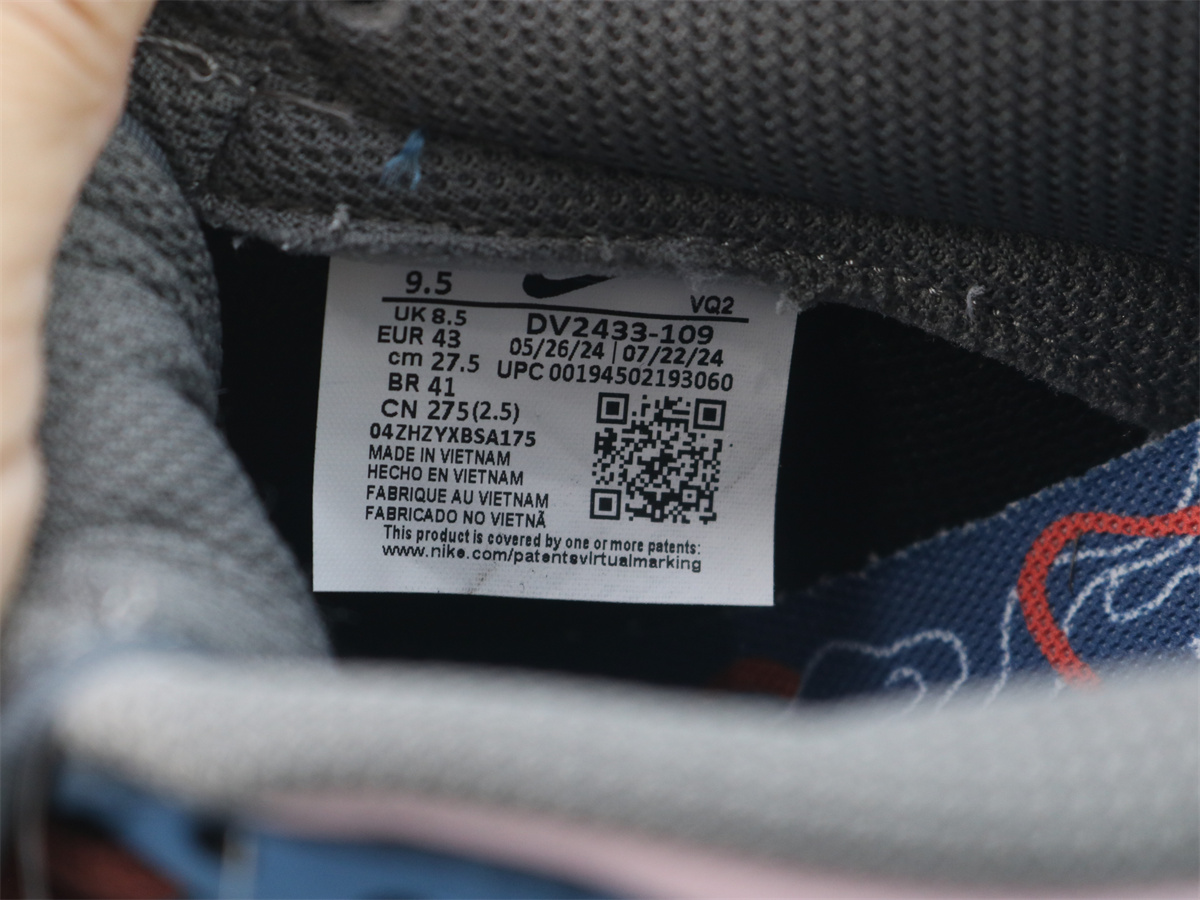 9.5
VQ2
UK 8.5
EUR 43
cm 27.5
BR 41
CN 275(2.5)
DV2433-109
05/26/24 | 07/22/24
UPC 00194502193060
04ZHZYXBSA175
MADE IN VIETNAM
HECHO EN VIETNAM
FABRIQUE AU VIETNAM
FABRICADO NO VIETNÃ
This product is covered by one or more patents:
www.nike.com/patentsvirtualmarking